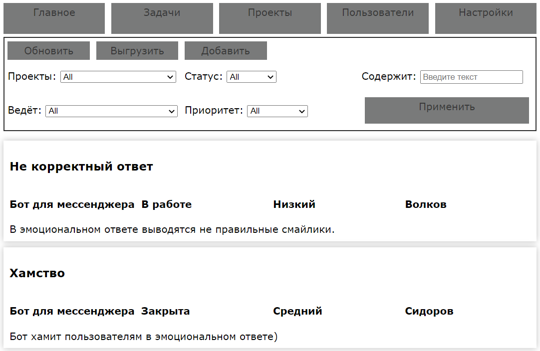 Главное Задачи Проекты Пользователи Настройки
Обновить Выгрузить Добавить
Проекты: All Статус: All Содержит: Введите текст
Ведёт: All Приоритет: All Применить
Не корректный ответ
Бот для мессенджера В работе Низкий Волков
В эмоциональном ответе выводятся не правильные смайлики.
Хамство
Бот для мессенджера Закрыта Средний Сидоров
Бот хамит пользователям в эмоциональном ответе)